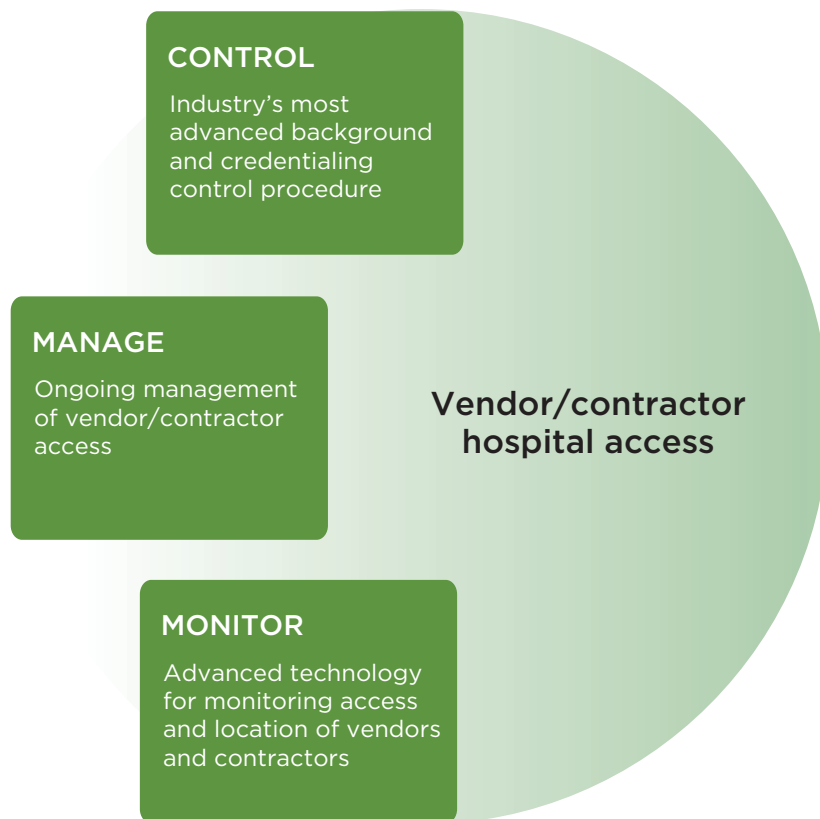 CONTROL
Industry’s most
advanced background
and credentialing
control procedure
MANAGE
Ongoing management
of vendor/contractor
access
Vendor/contractor
hospital access
MONITOR
Advanced technology
for monitoring access
and location of vendors
and contractors